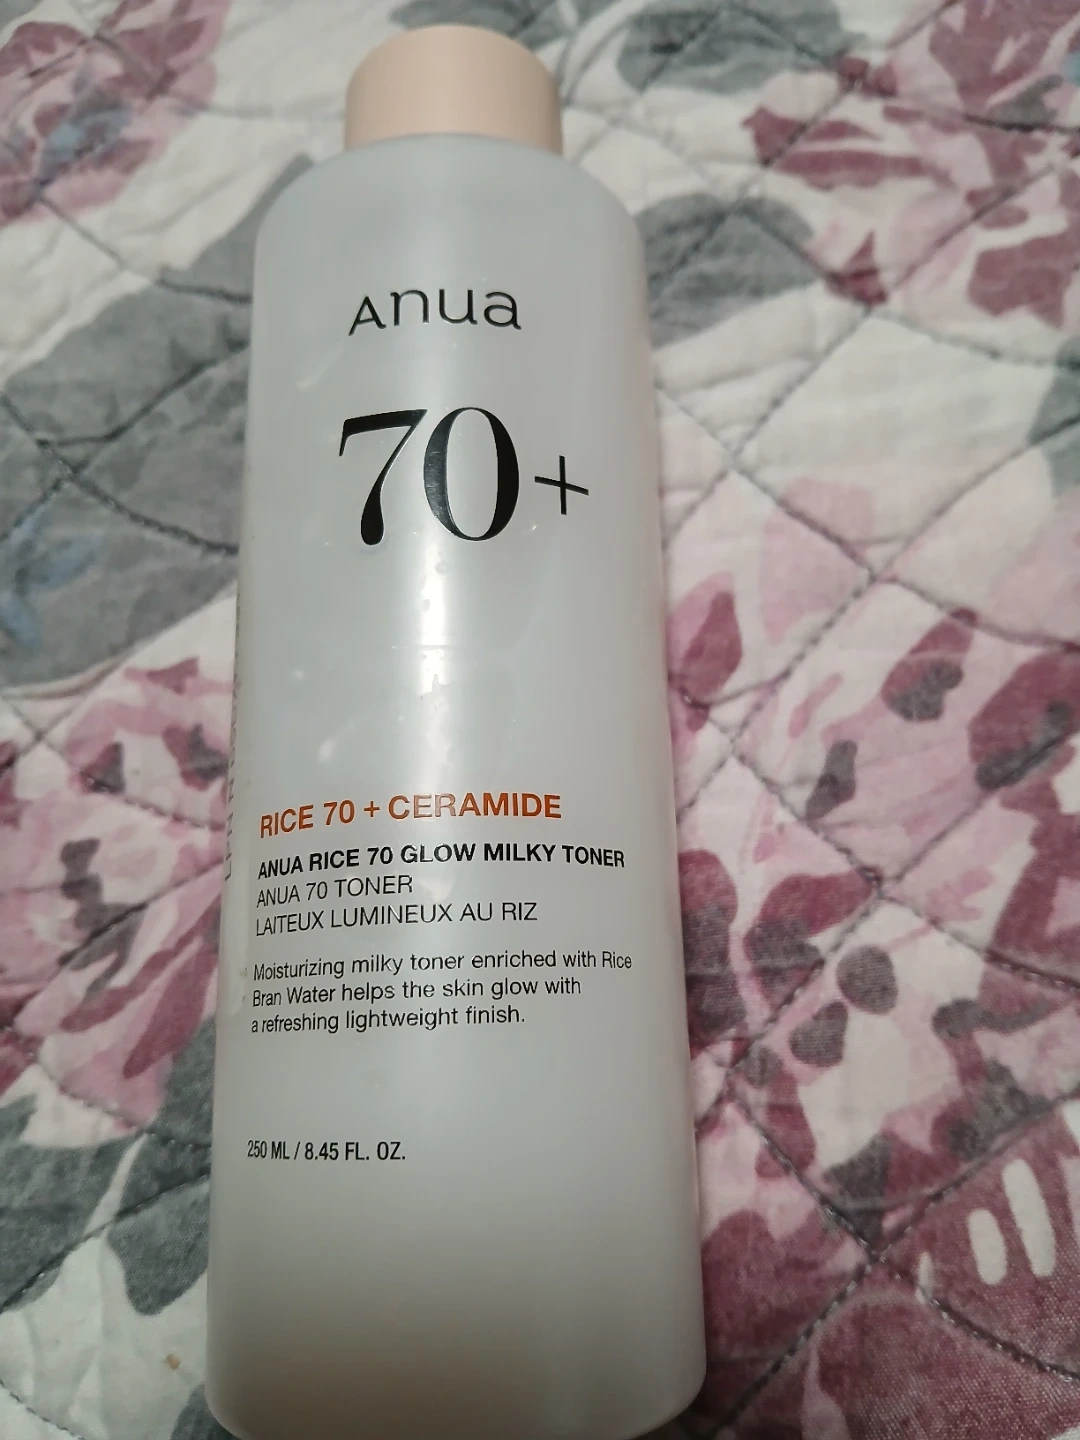 Anua
70+
RICE 70 + CERAMIDE
ANUA RICE 70 GLOW MILKY TONER
ANUA 70 TONER
LAITEUX LUMINEUX AU RIZ
Moisturizing milky toner enriched with Rice
Bran Water helps the skin glow with
a refreshing lightweight finish.
250 ML / 8.45 FL. OZ.